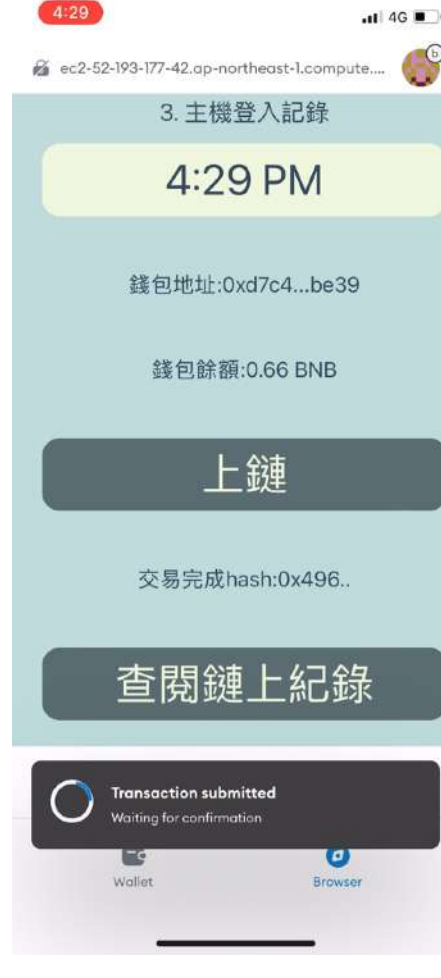 4:29
4G
ec2-52-193-177-42.ap-northeast-1.compute....
b
3. 主機登入記錄
4:29 PM
錢包地址:0xd7c4...be39
錢包餘額:0.66 BNB
上鏈
交易完成hash:0x496..
查閱鏈上紀錄
Transaction submitted
Waiting for confirmation
Wallet
Browser